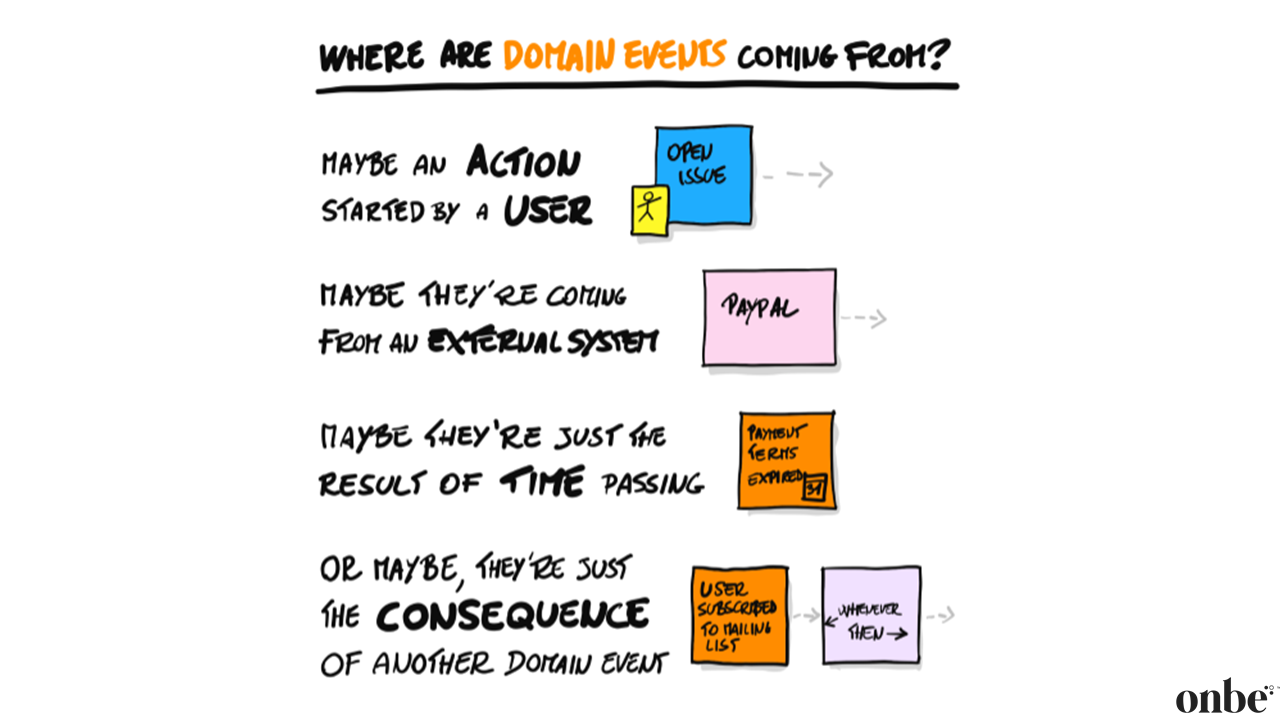 WHERE ARE DOMAIN EVENTS COMING FROM?
MAYBE AN ACTION
STARTED BY A USER
OPEN
ISSUE
MAYBE THEY'RE COMING
FROM AN EXTERNAL SYSTEM
PAYPAL
MAYBE THEY'RE JUST THE
RESULT OF TIME PASSING
PAYMENT
TERMS
EXPIRED
31
OR MAYBE, THEY'RE JUST
THE CONSEQUENCE
OF ANOTHER DOMAIN EVENT
USER
SUBSCRIBED
TO MAILING
LIST
WHENEVER
THEN
onbe